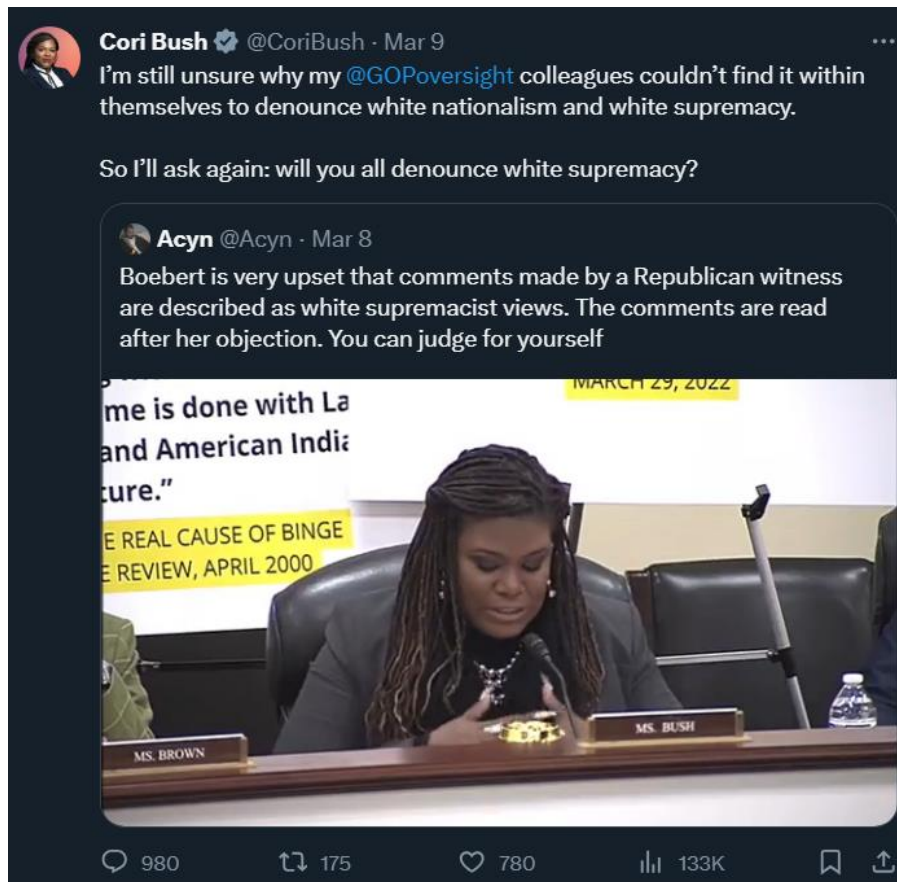 Cori Bush @CoriBush · Mar 9
I’m still unsure why my @GOPoversight colleagues couldn’t find it within
themselves to denounce white nationalism and white supremacy.
So I’ll ask again: will you all denounce white supremacy?
Acyn @Acyn · Mar 8
Boebert is very upset that comments made by a Republican witness
are described as white supremacist views. The comments are read
after her objection. You can judge for yourself
me is done with La
and American India
ture.”
E REAL CAUSE OF BINGE
E REVIEW, APRIL 2000
MARCH 29, 2022
MS. BROWN
MS. BUSH
980 175 780 133K